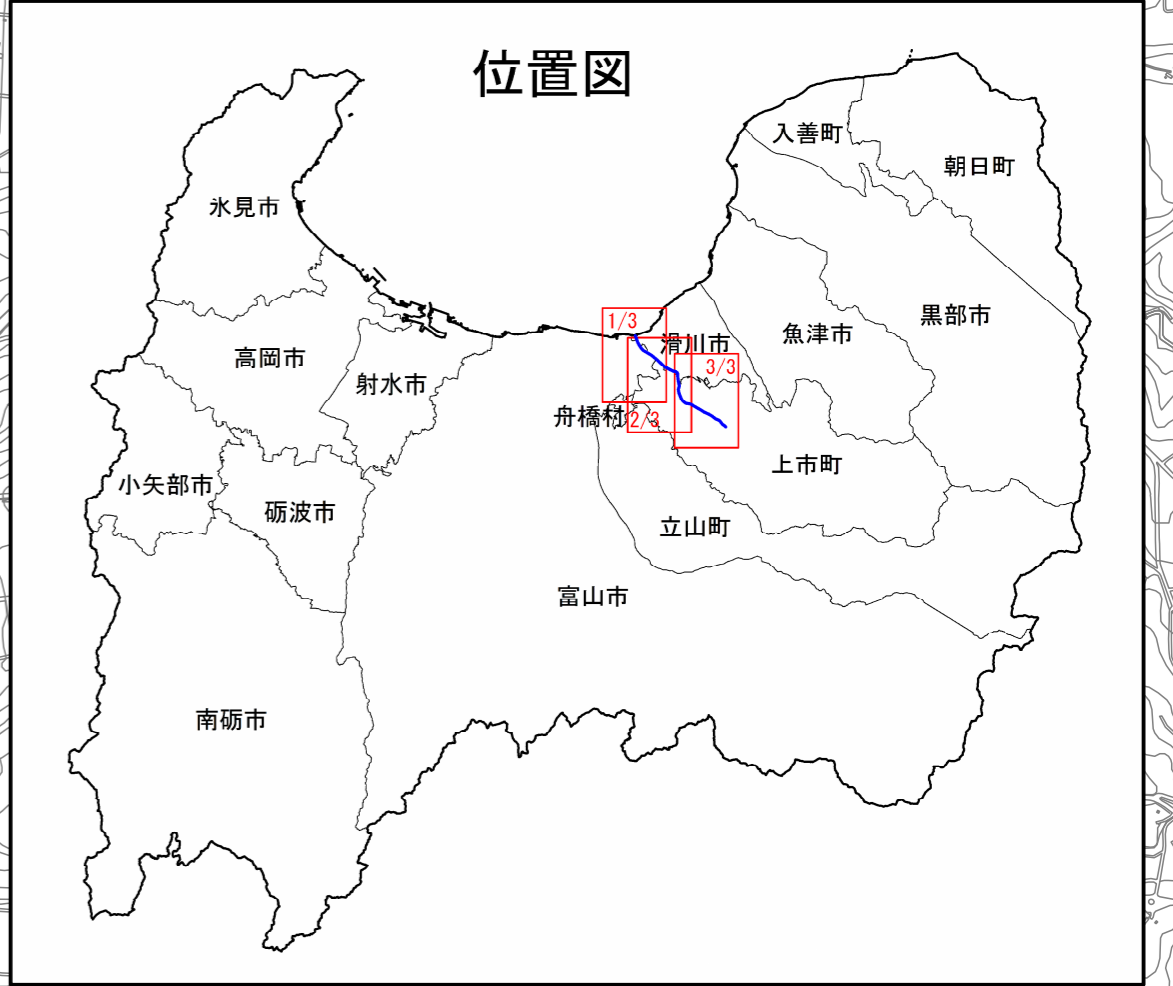 位置図
入善町
朝日町
氷見市
黒部市
1/3
魚津市
滑川市
高岡市
3/3
射水市
舟橋村
2/3
上市町
小矢部市
砺波市
立山町
富山市
南砺市